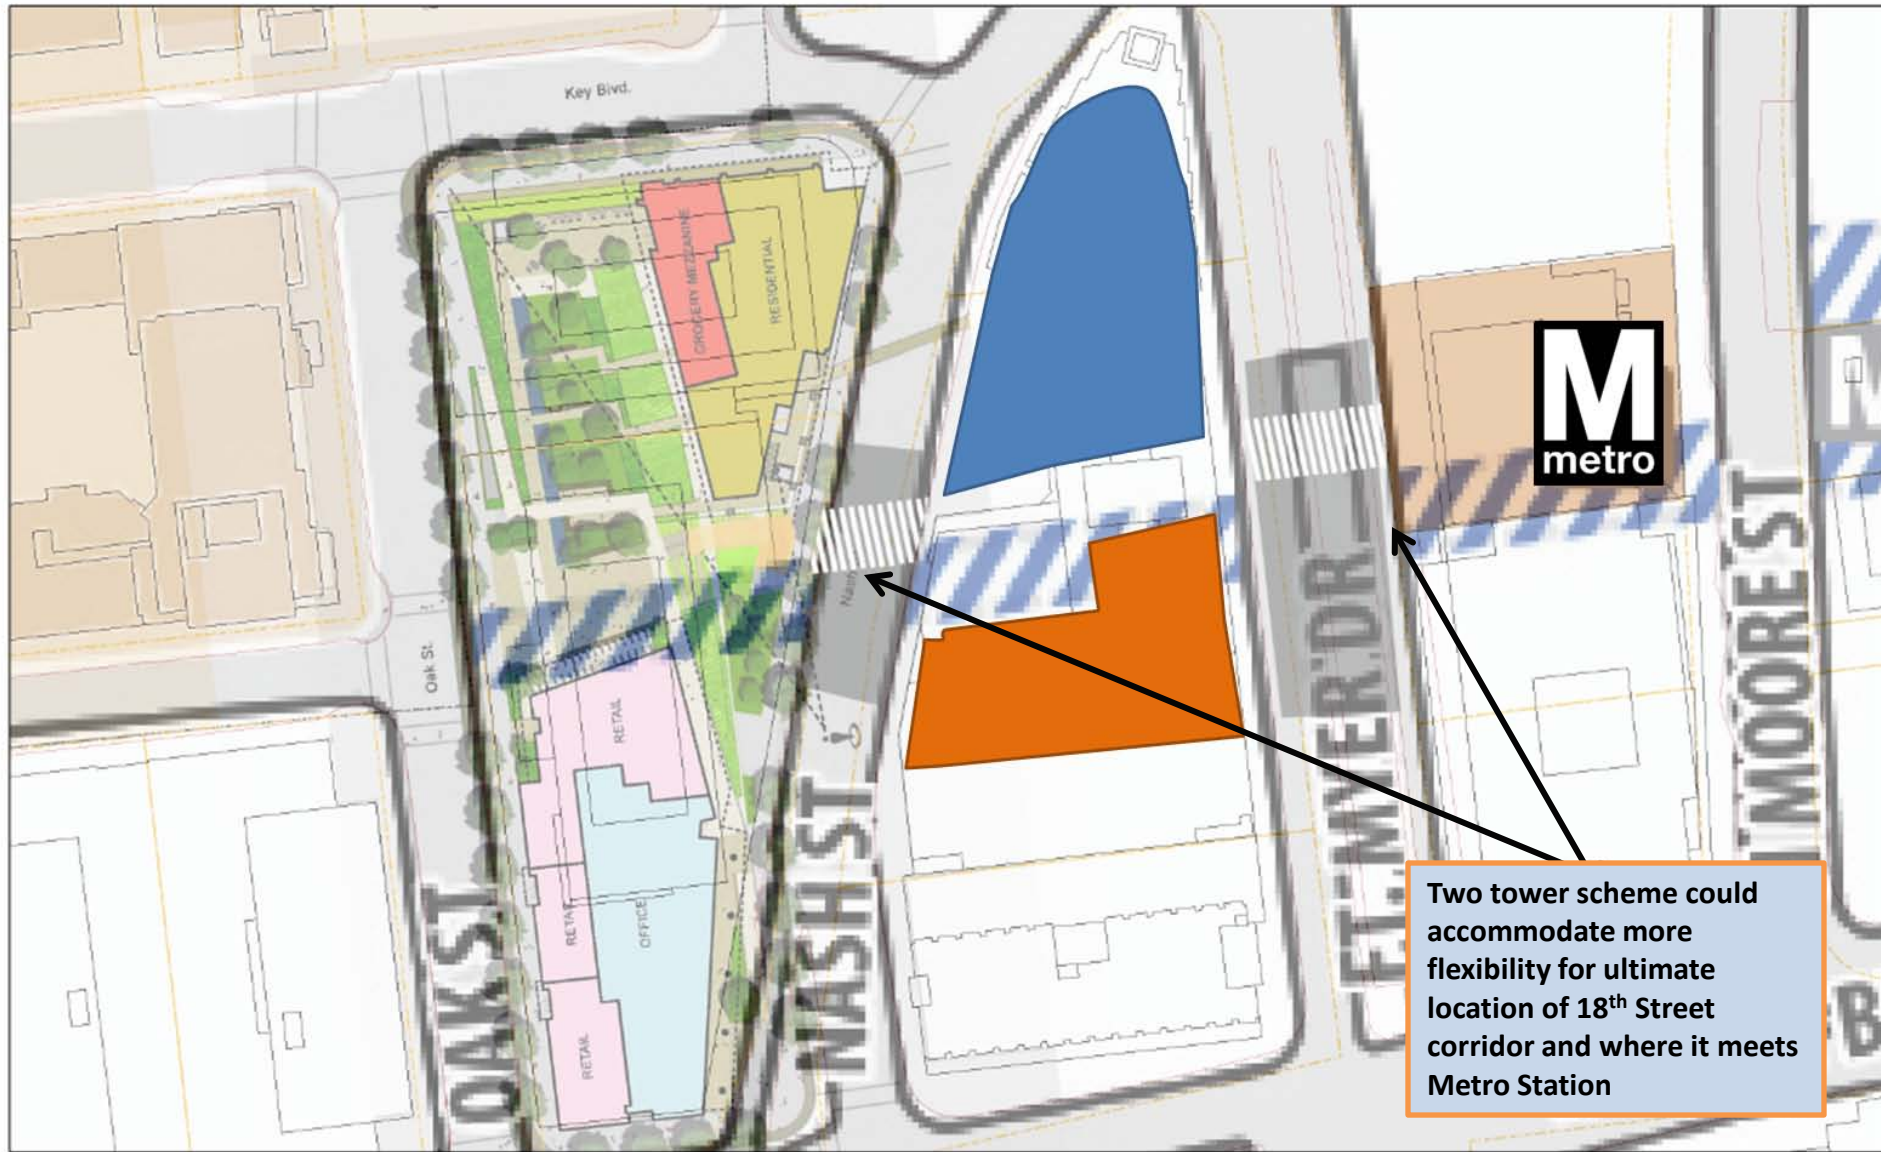 Key Blvd.
GROCERY MEZZANINE
RESIDENTIAL
M
metro
Oak St.
Nash
RETAIL
RETAIL
OFFICE
RETAIL
OAK ST
NASH ST
FT. MYER DR
MOORE ST
Two tower scheme could
accommodate more
flexibility for ultimate
location of 18th Street
corridor and where it meets
Metro Station